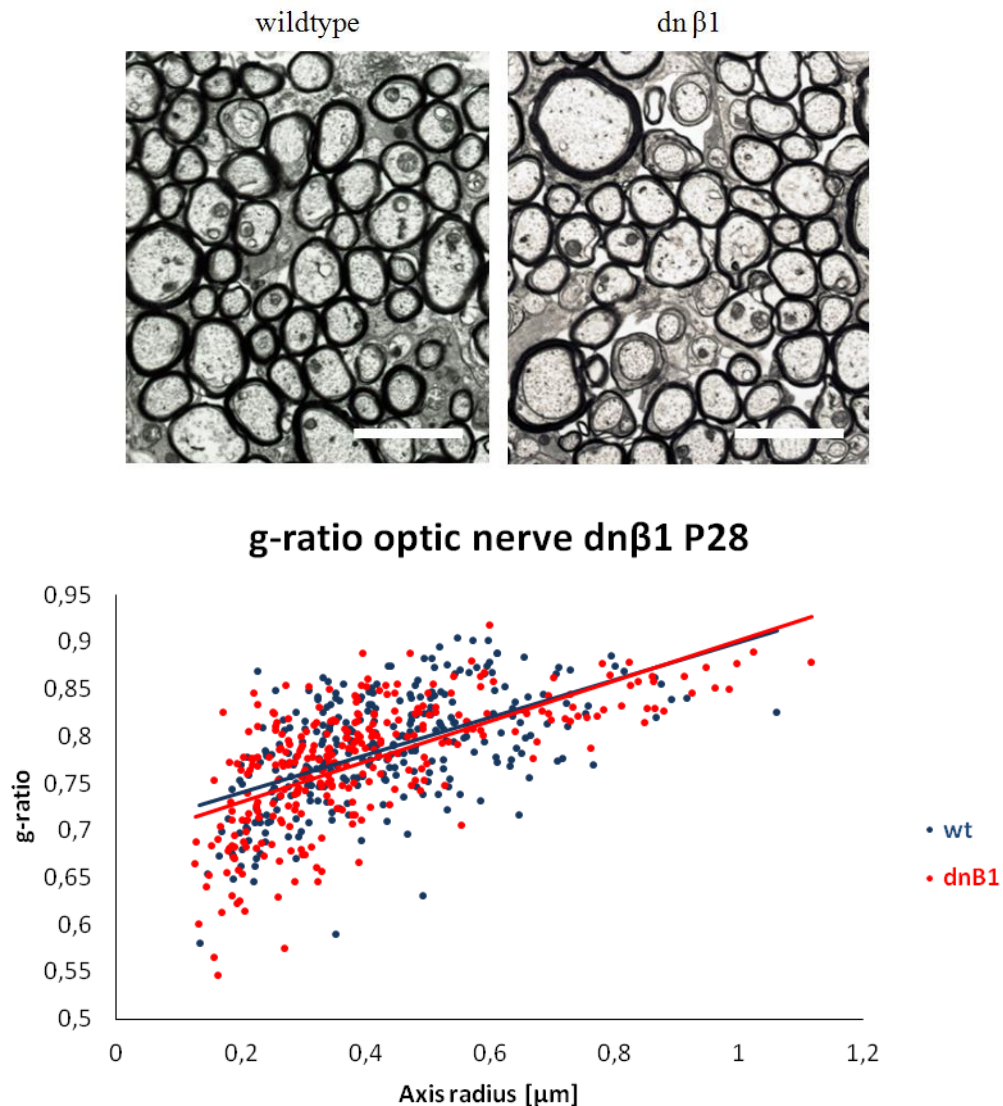 wildtype
dn β1
g-ratio optic nerve dnβ1 P28
0,95
0,9
0,85
0,8
0,75
0,7
0,65
0,6
0,55
0,5
g-ratio
0
0,2
0,4
0,6
0,8
1
1,2
Axis radius [µm]
wt
dnB1